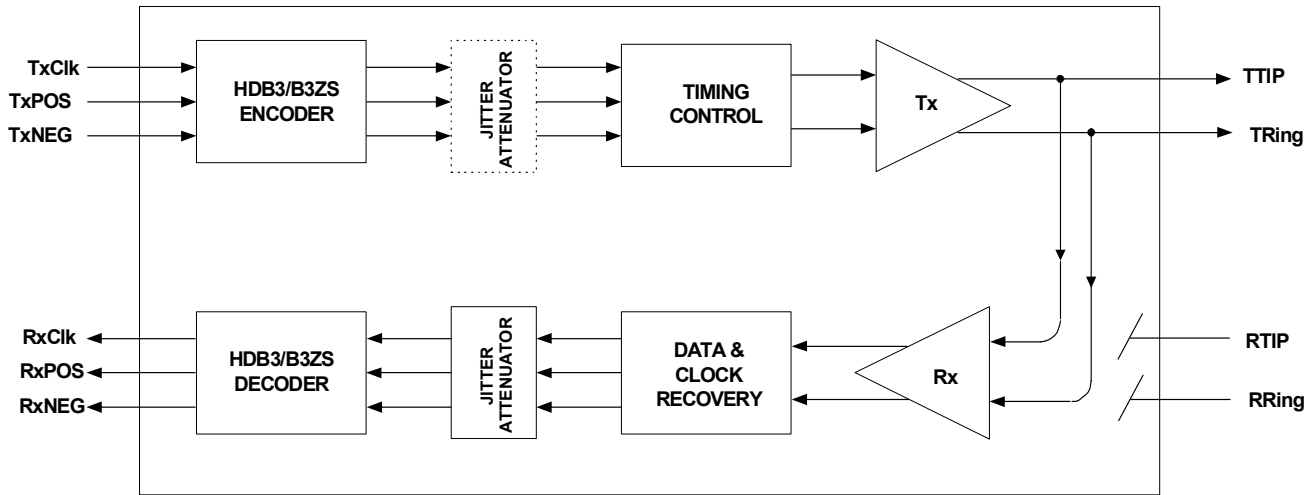 TxClk
TxPOS
TxNEG
HDB3/B3ZS
ENCODER
JITTER
ATTENUATOR
TIMING
CONTROL
Tx
TTIP
TRing
RxClk
RxPOS
RxNEG
HDB3/B3ZS
DECODER
JITTER
ATTENUATOR
DATA &
CLOCK
RECOVERY
Rx
RTIP
RRing